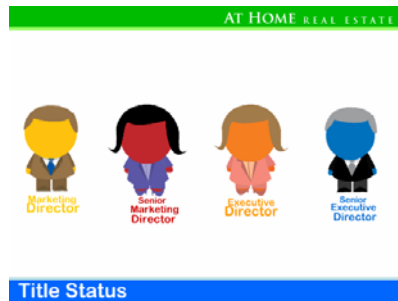 AT HOME REAL ESTATE
Marketing
Director
Senior
Marketing
Director
Executive
Director
Senior
Executive
Director
Title Status